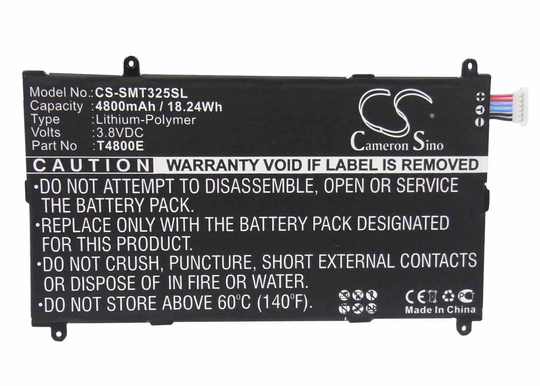 Model No.: CS-SMT325SL
Capacity: 4800mAh / 18.24Wh
Type: Lithium-Polymer
Volts: 3.8VDC
Part No: T4800E
CS
Cameron Sino
CAUTION WARRANTY VOID IF LABEL IS REMOVED
•DO NOT ATTEMPT TO DISASSEMBLE, OPEN OR SERVICE THE BATTERY PACK.
•REPLACE ONLY WITH THE BATTERY PACK DESIGNATED FOR THIS PRODUCT.
•DO NOT CRUSH, PUNCTURE, SHORT EXTERNAL CONTACTS OR DISPOSE OF IN FIRE OR WATER.
•DO NOT STORE ABOVE 60°C (140°F)
CE
Made In China